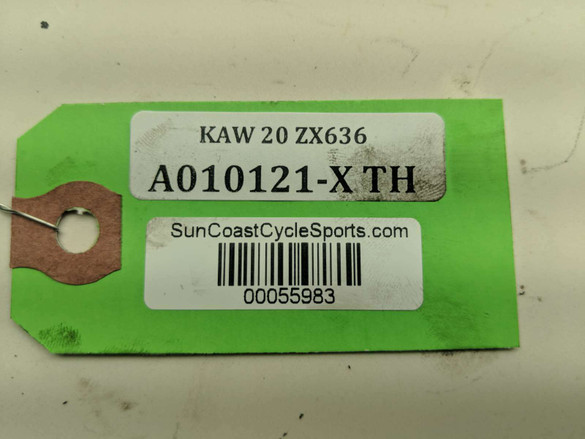 KAW 20 ZX636
A010121-X TH
SunCoastCycleSports.com
00055983